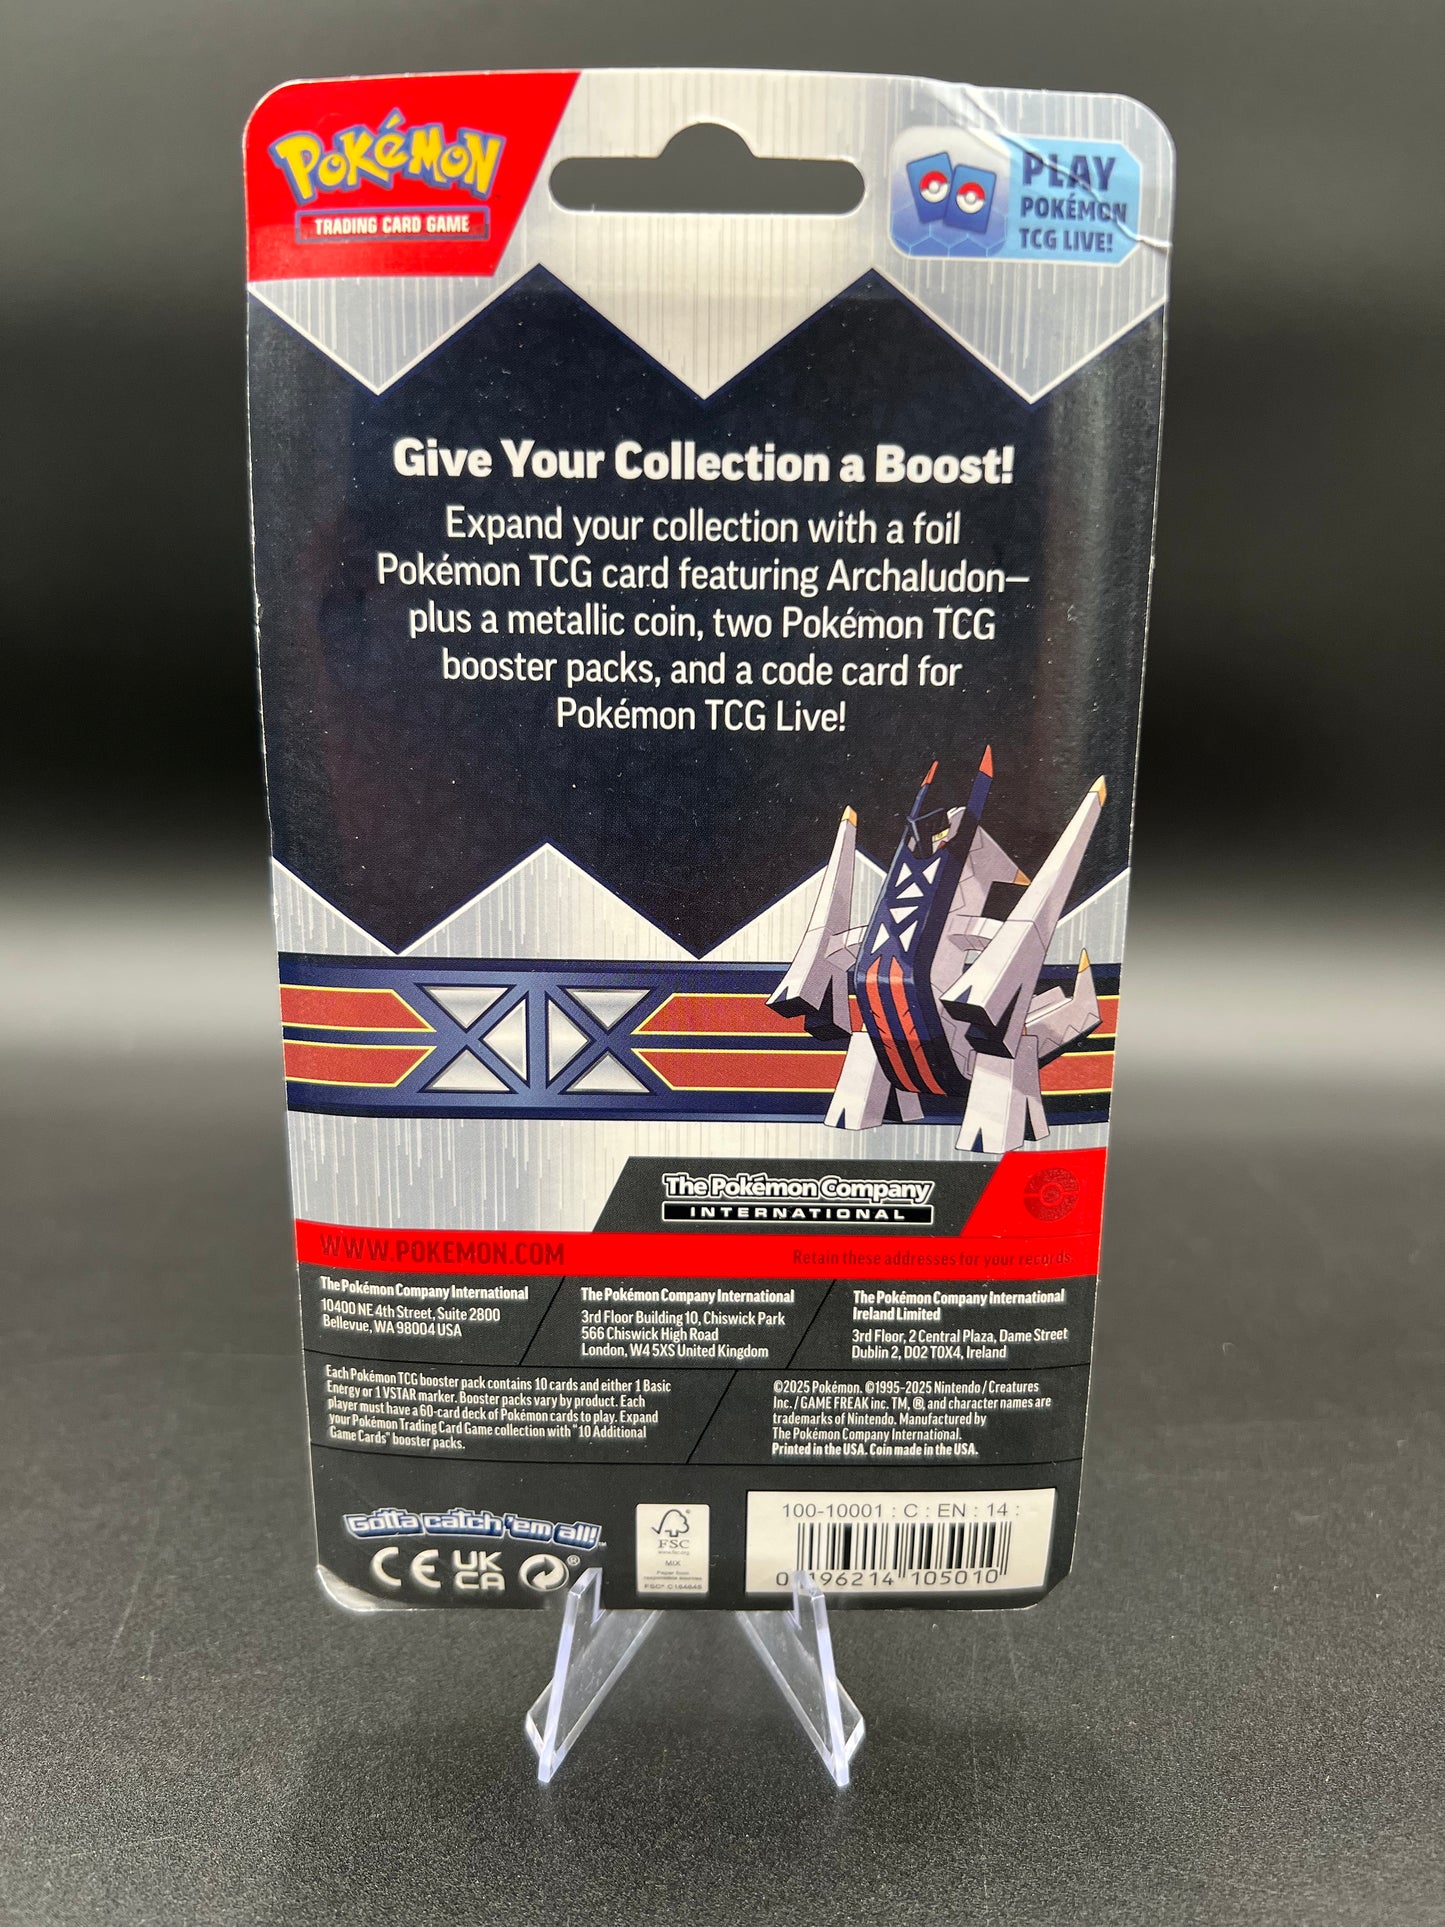 POKéMON
TRADING CARD GAME
PLAY
POKÉMON
TCG LIVE!
Give Your Collection a Boost!
Expand your collection with a foil
Pokémon TCG card featuring Archaludon—
plus a metallic coin, two Pokémon TCG
booster packs, and a code card for
Pokémon TCG Live!
The Pokémon Company
INTERNATIONAL
WWW.POKEMON.COM
Retain these addresses for your records.
The Pokémon Company International
10400 NE 4th Street, Suite 2800
Bellevue, WA 98004 USA
The Pokémon Company International
3rd Floor Building 10, Chiswick Park
566 Chiswick High Road
London, W4 5XS United Kingdom
The Pokémon Company International
Ireland Limited
3rd Floor, 2 Central Plaza, Dame Street
Dublin 2, D02 T0X4, Ireland
Each Pokémon TCG booster pack contains 10 cards and either 1 Basic
Energy or 1 VSTAR marker. Booster packs vary by product. Each
player must have a 60-card deck of Pokémon cards to play. Expand
your Pokémon Trading Card Game collection with "10 Additional
Game Cards" booster packs.
©2025 Pokémon. ©1995–2025 Nintendo / Creatures
Inc. / GAME FREAK inc. TM, ®, and character names are
trademarks of Nintendo. Manufactured by
The Pokémon Company International.
Printed in the USA. Coin made in the USA.
Gotta catch 'em all!™
CE
UK
CA
®
FSC®
www.fsc.org
MIX
Paper from
responsible sources
FSC® C184645
100-10001 : C : EN : 14 :
196214 105010